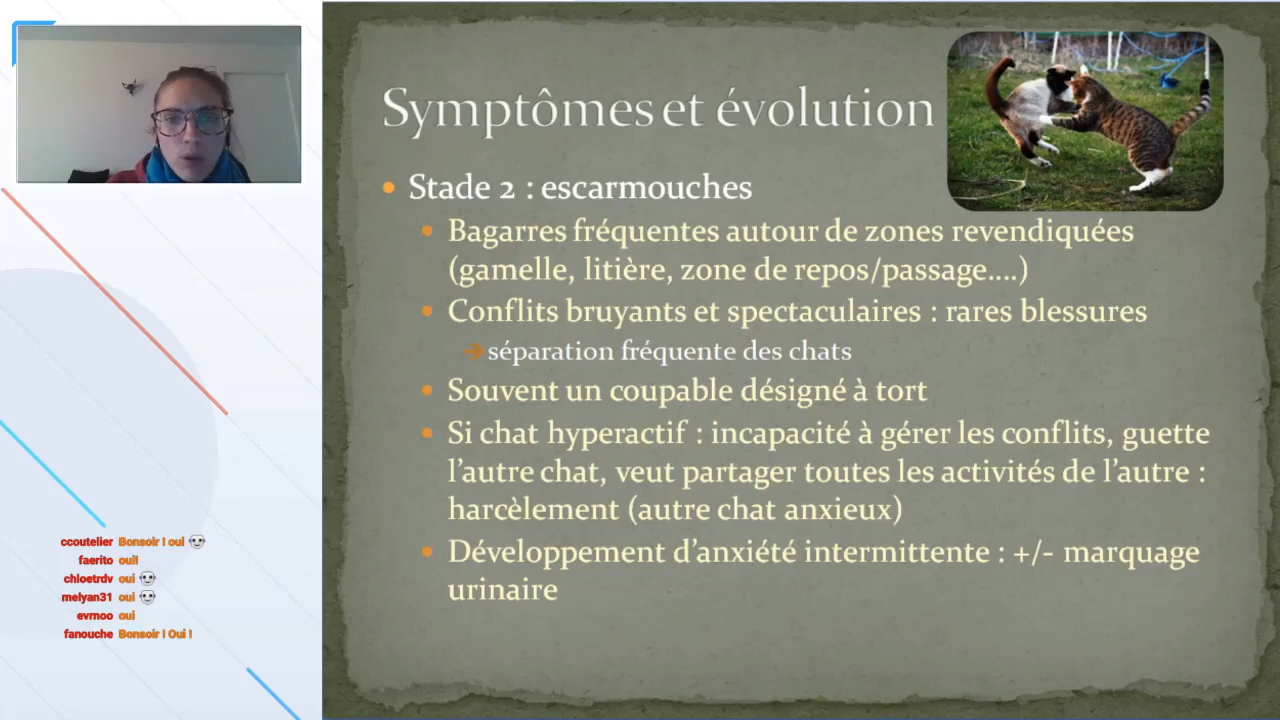 Symptômes et évolution
• Stade 2 : escarmouches
• Bagarres fréquentes autour de zones revendiquées
(gamelle, litière, zone de repos/passage....)
• Conflits bruyants et spectaculaires : rares blessures
→séparation fréquente des chats
• Souvent un coupable désigné à tort
• Si chat hyperactif : incapacité à gérer les conflits, guette
l'autre chat, veut partager toutes les activités de l'autre :
harcèlement (autre chat anxieux)
• Développement d'anxiété intermittente : +/- marquage
urinaire
ccoutelier Bonsoir ! oui
faerito oui!
chloetrdv oui
melyan31 oui
evrnoo oui
fanouche Bonsoir ! Oui !